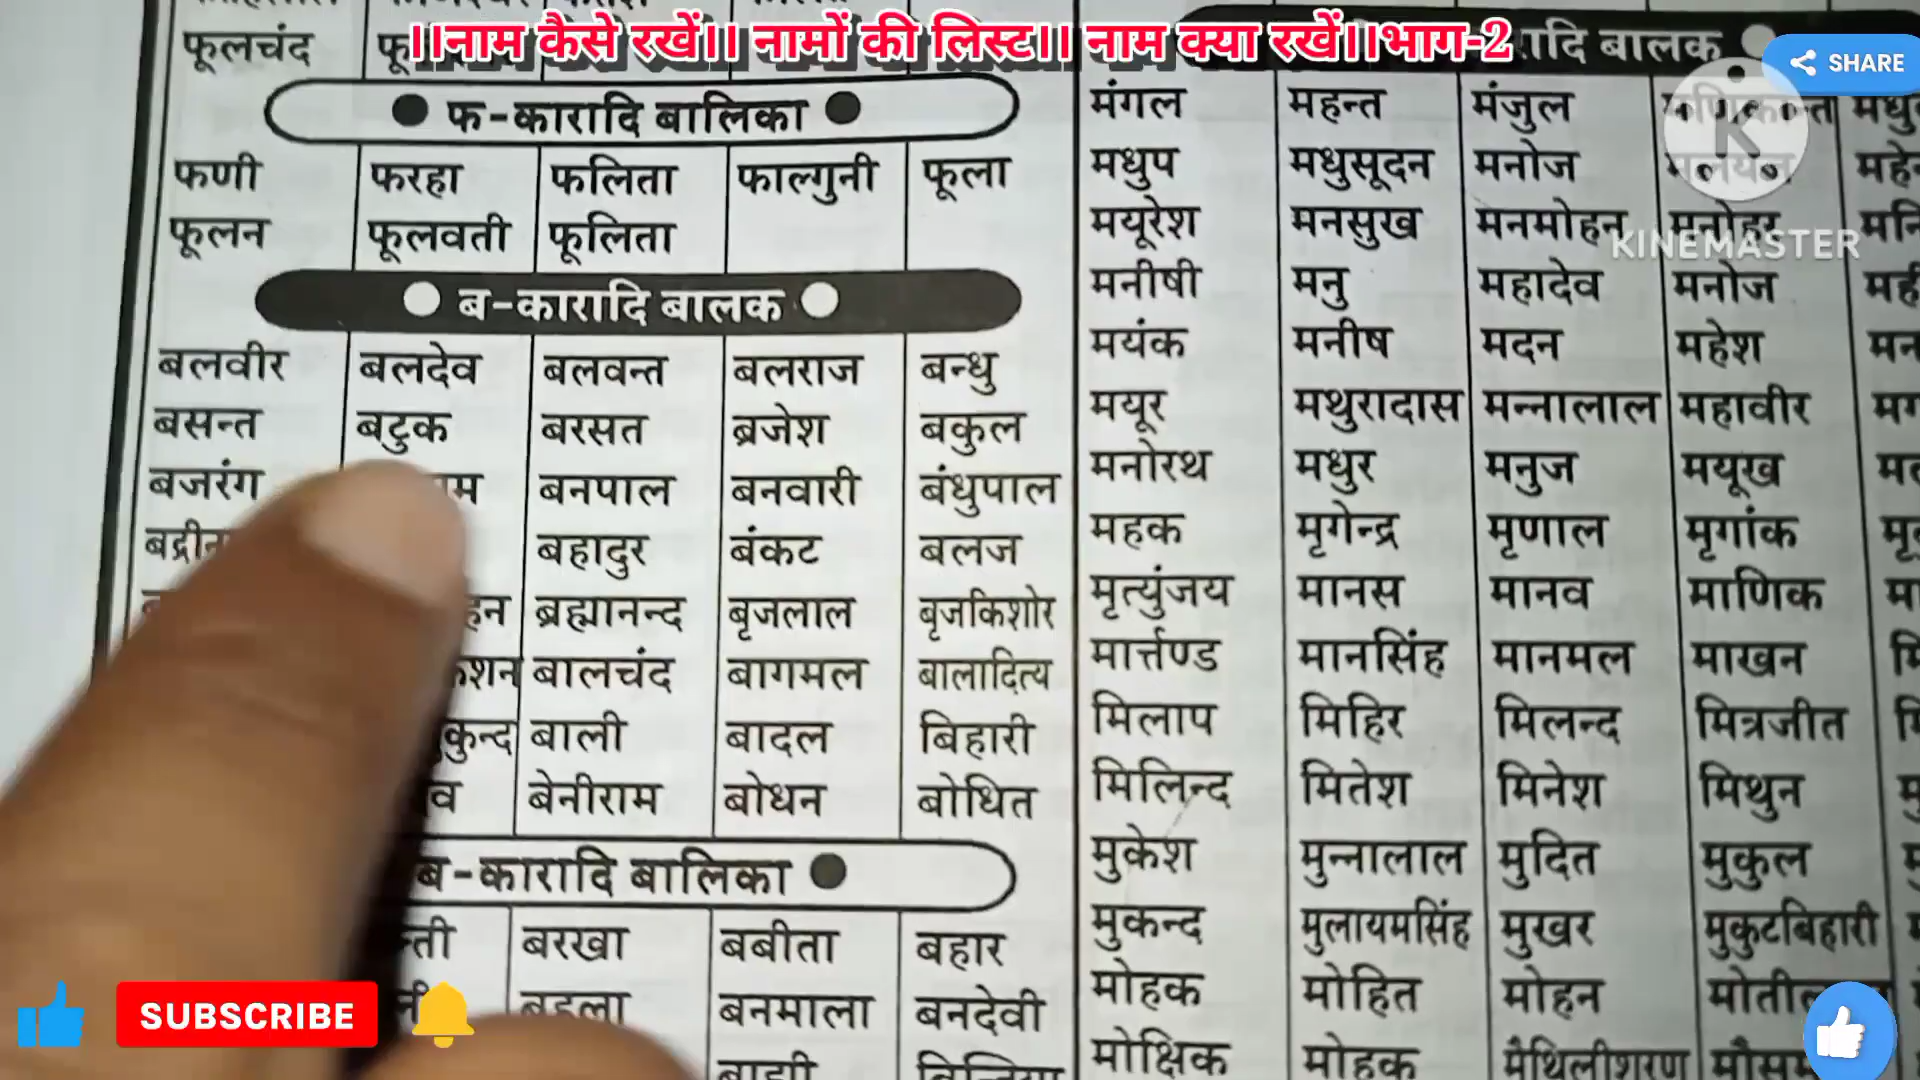 ।।नाम कैसे रखें।। नामों की लिस्ट।। नाम क्या रखें।।भाग-2
SHARE
KINEMASTER
फूलचंद
फ-कारादि बालिका
फणी फरहा फलिता फाल्गुनी फूला
फूलन फूलवती फूलिता
ब-कारादि बालक
बलवीर बलदेव बलवन्त बलराज बन्धु
बसन्त बटुक बरसत ब्रजेश बकुल
बजरंग बनपाल बनवारी बंधुपाल
बहादुर बंकट बलज
ब्रह्मानन्द बृजलाल बृजकिशोर
बालचंद बागमल बालादित्य
बाली बादल बिहारी
बेनीराम बोधन बोधित
ब-कारादि बालिका
बरखा बबीता बहार
बनमाला बनदेवी
बालक
मंगल महन्त मंजुल
मधुप मधुसूदन मनोज
मयूरेश मनसुख मनमोहन मनोहर
मनीषी मनु महादेव मनोज
मयंक मनीष मदन महेश
मयूर मथुरादास मन्नालाल महावीर
मनोरथ मधुर मनुज मयूख
महक मृगेन्द्र मृणाल मृगांक
मृत्युंजय मानस मानव माणिक
मार्त्तण्ड मानसिंह मानमल माखन
मिलाप मिहिर मिलन्द मित्रजीत
मिलिन्द मितेश मिनेश मिथुन
मुकेश मुन्नालाल मुदित मुकुल
मुकन्द मुलायमसिंह मुखर मुकुटबिहारी
मोहक मोहित मोहन
मोक्षिक मोहक मैथिलीशरण
SUBSCRIBE